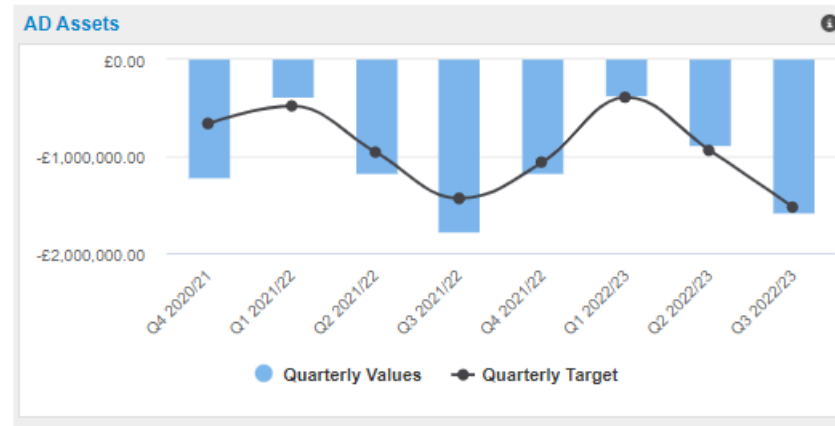 AD Assets
£0.00
-£1,000,000.00
-£2,000,000.00
Q4 2020/21
Q1 2021/22
Q2 2021/22
Q3 2021/22
Q4 2021/22
Q1 2022/23
Q2 2022/23
Q3 2022/23
Quarterly Values
Quarterly Target